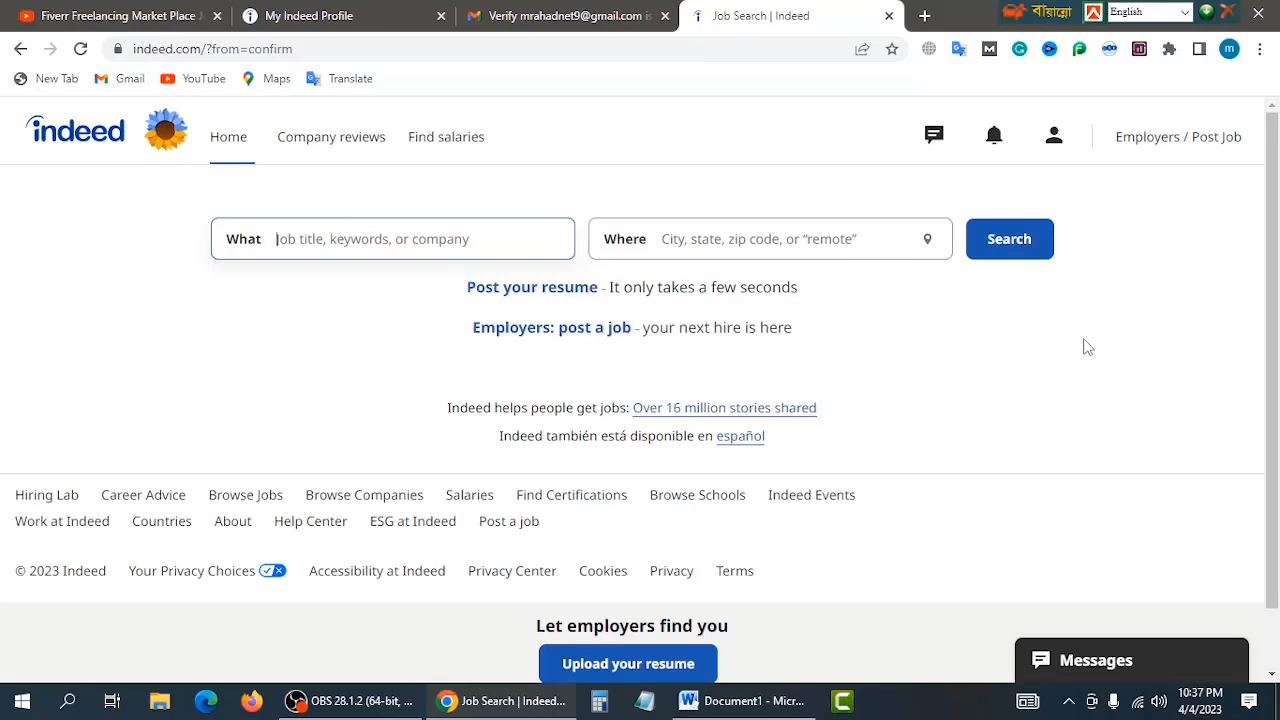 Fiverr Freelancing Market Place J
My Indeed
Verify mrahadnet9@gmail.com is
Job Search | Indeed
বায়ান্নো
English
indeed.com/?from=confirm
New Tab
Gmail
YouTube
Maps
Translate
indeed
Home
Company reviews
Find salaries
Employers / Post Job
What
Job title, keywords, or company
Where
City, state, zip code, or “remote”
Search
Post your resume - It only takes a few seconds
Employers: post a job - your next hire is here
Indeed helps people get jobs: Over 16 million stories shared
Indeed también está disponible en español
Hiring Lab
Career Advice
Browse Jobs
Browse Companies
Salaries
Find Certifications
Browse Schools
Indeed Events
Work at Indeed
Countries
About
Help Center
ESG at Indeed
Post a job
© 2023 Indeed
Your Privacy Choices
Accessibility at Indeed
Privacy Center
Cookies
Privacy
Terms
Let employers find you
Upload your resume
Messages
OBS 28.1.2 (64-bit, ...
Job Search | Indeed...
Document1 - Micr...
10:37 PM
4/4/2023